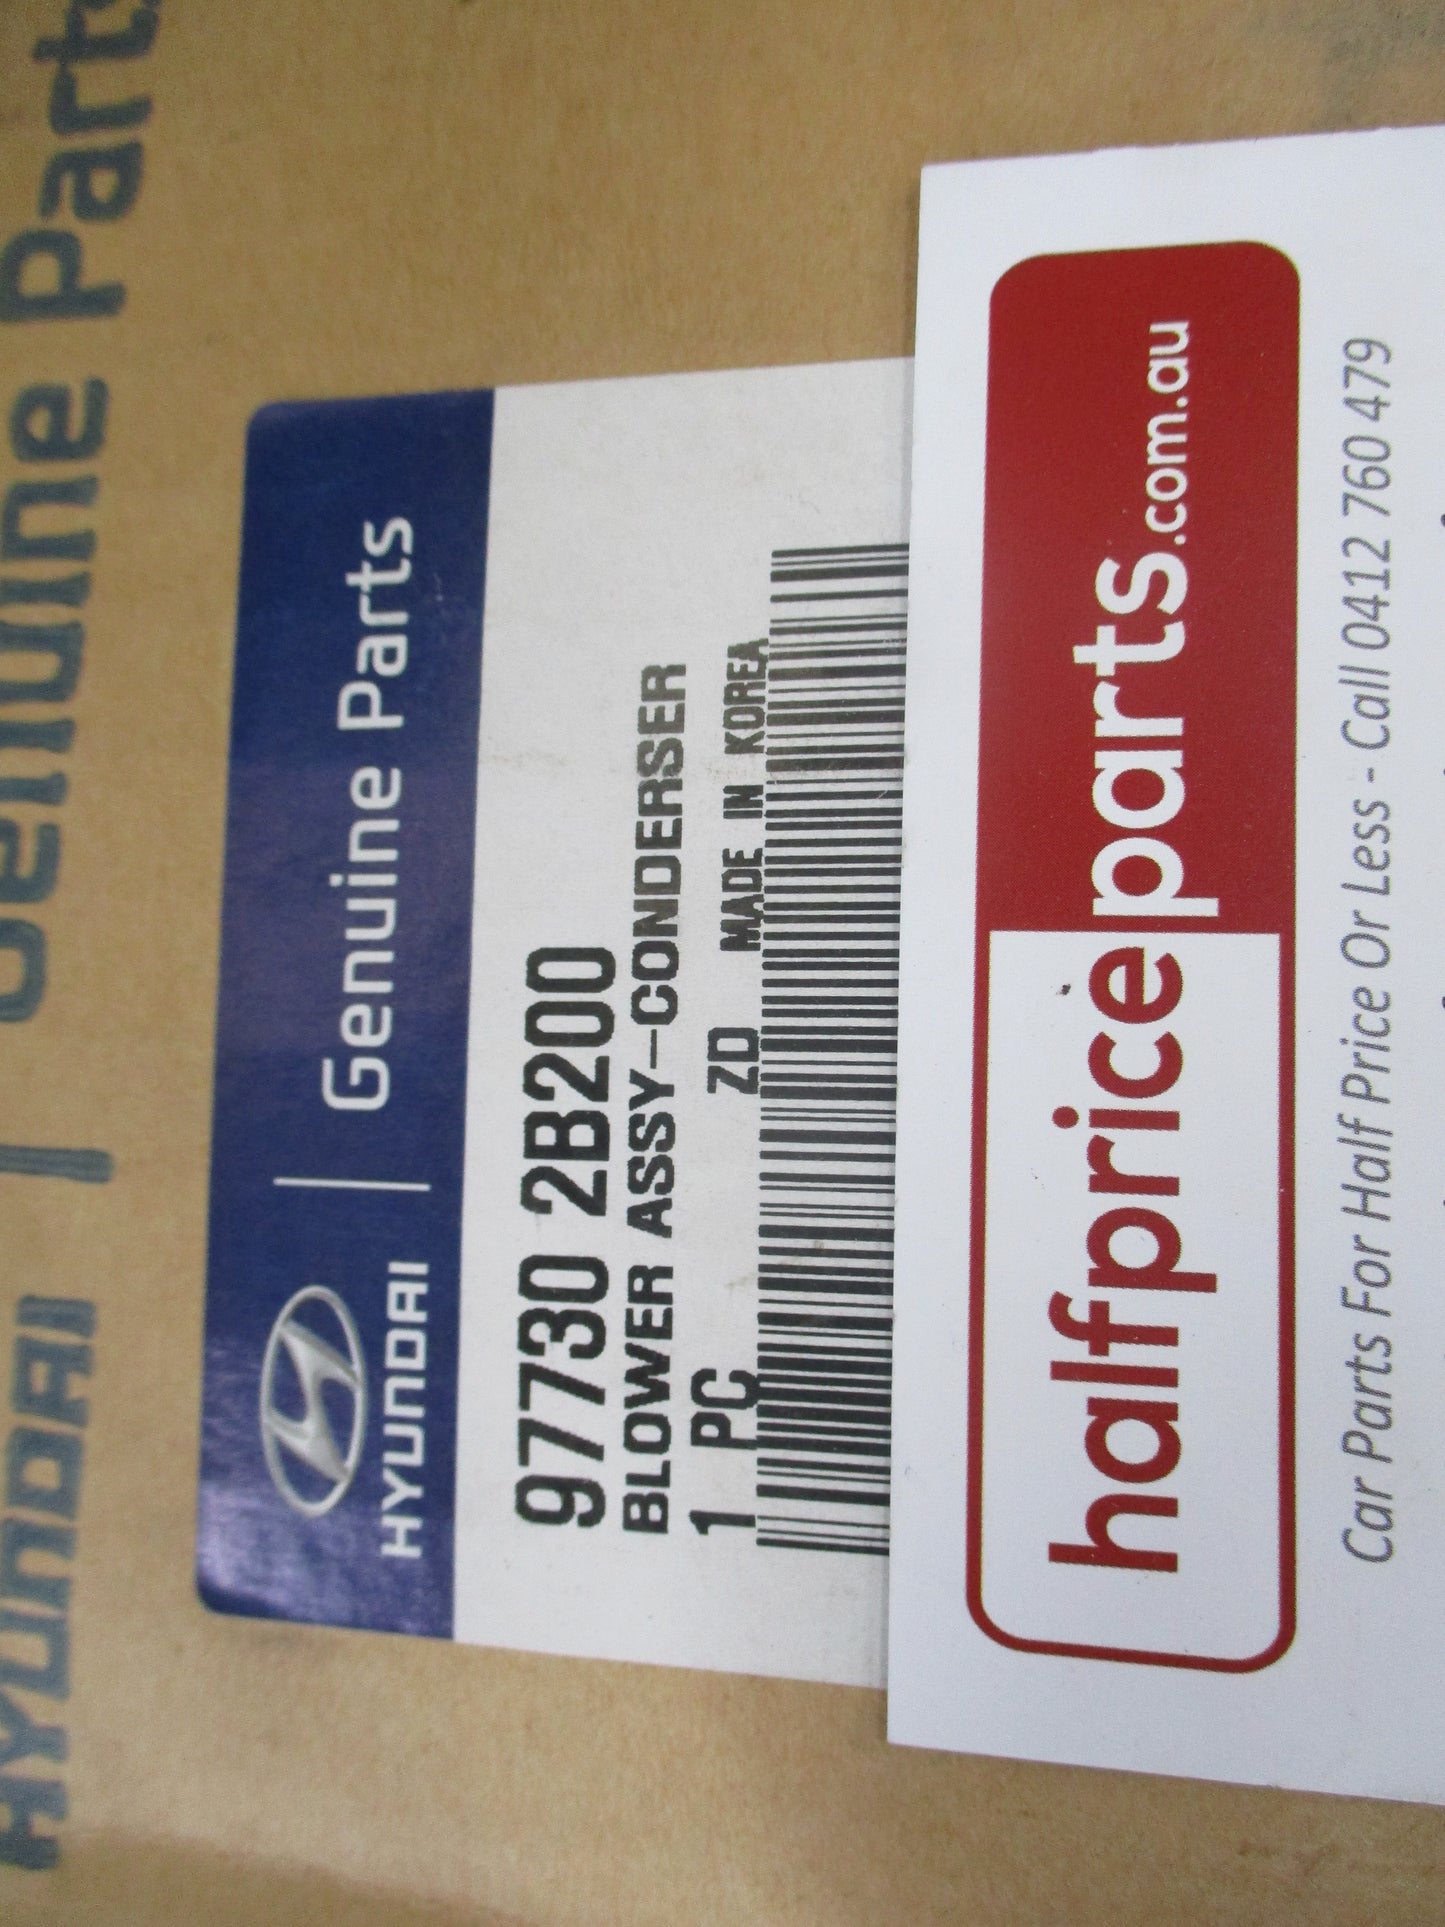 HYUNDAI | Genuine Parts
HYUNDAI | Genuine Parts
97730 2B200
BLOWER ASSY-CONDERSER
1 PC ZD MADE IN KOREA
halfpriceparts.com.au
Car Parts For Half Price Or Less - Call 0412 760 479